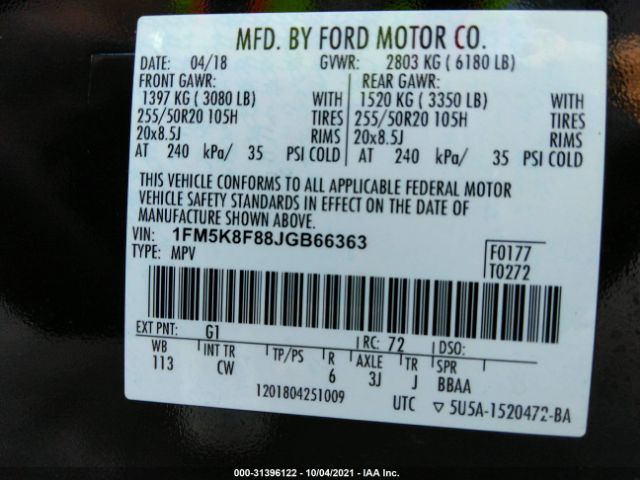 MFD. BY FORD MOTOR CO.
DATE: 04/18 GVWR: 2803 KG ( 6180 LB)
FRONT GAWR: REAR GAWR:
1397 KG ( 3080 LB) WITH 1520 KG ( 3350 LB) WITH
255/50R20 105H TIRES 255/50R20 105H TIRES
20x8.5J RIMS 20x8.5J RIMS
AT 240 kPa/ 35 PSI COLD AT 240 kPa/ 35 PSI COLD
THIS VEHICLE CONFORMS TO ALL APPLICABLE FEDERAL MOTOR
VEHICLE SAFETY STANDARDS IN EFFECT ON THE DATE OF
MANUFACTURE SHOWN ABOVE.
VIN: 1FM5K8F88JGB66363
TYPE: MPV
F0177
T0272
EXT PNT: G1 RC: 72 DSO:
WB INT TR TP/PS R AXLE TR SPR
113 CW 6 3J J BBAA
1201804251009 UTC ▽ 5U5A-1520472-BA
000-31396122 - 10/04/2021 - IAA Inc.